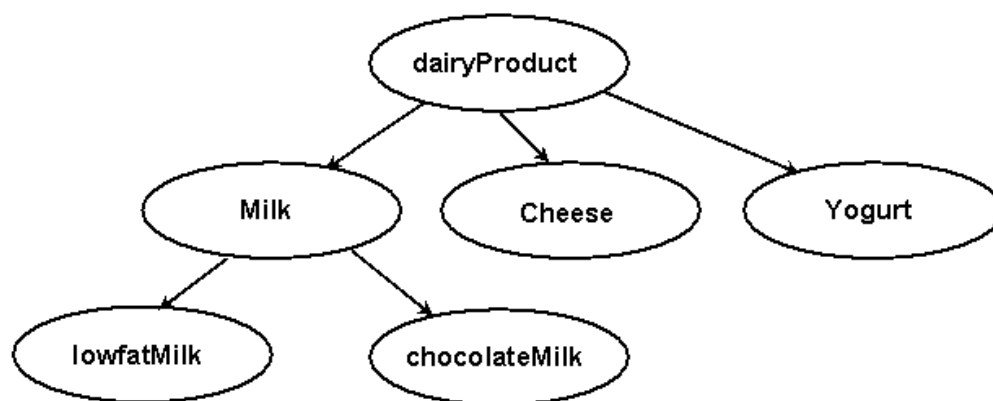 dairyProduct
Milk
Cheese
Yogurt
lowfatMilk
chocolateMilk